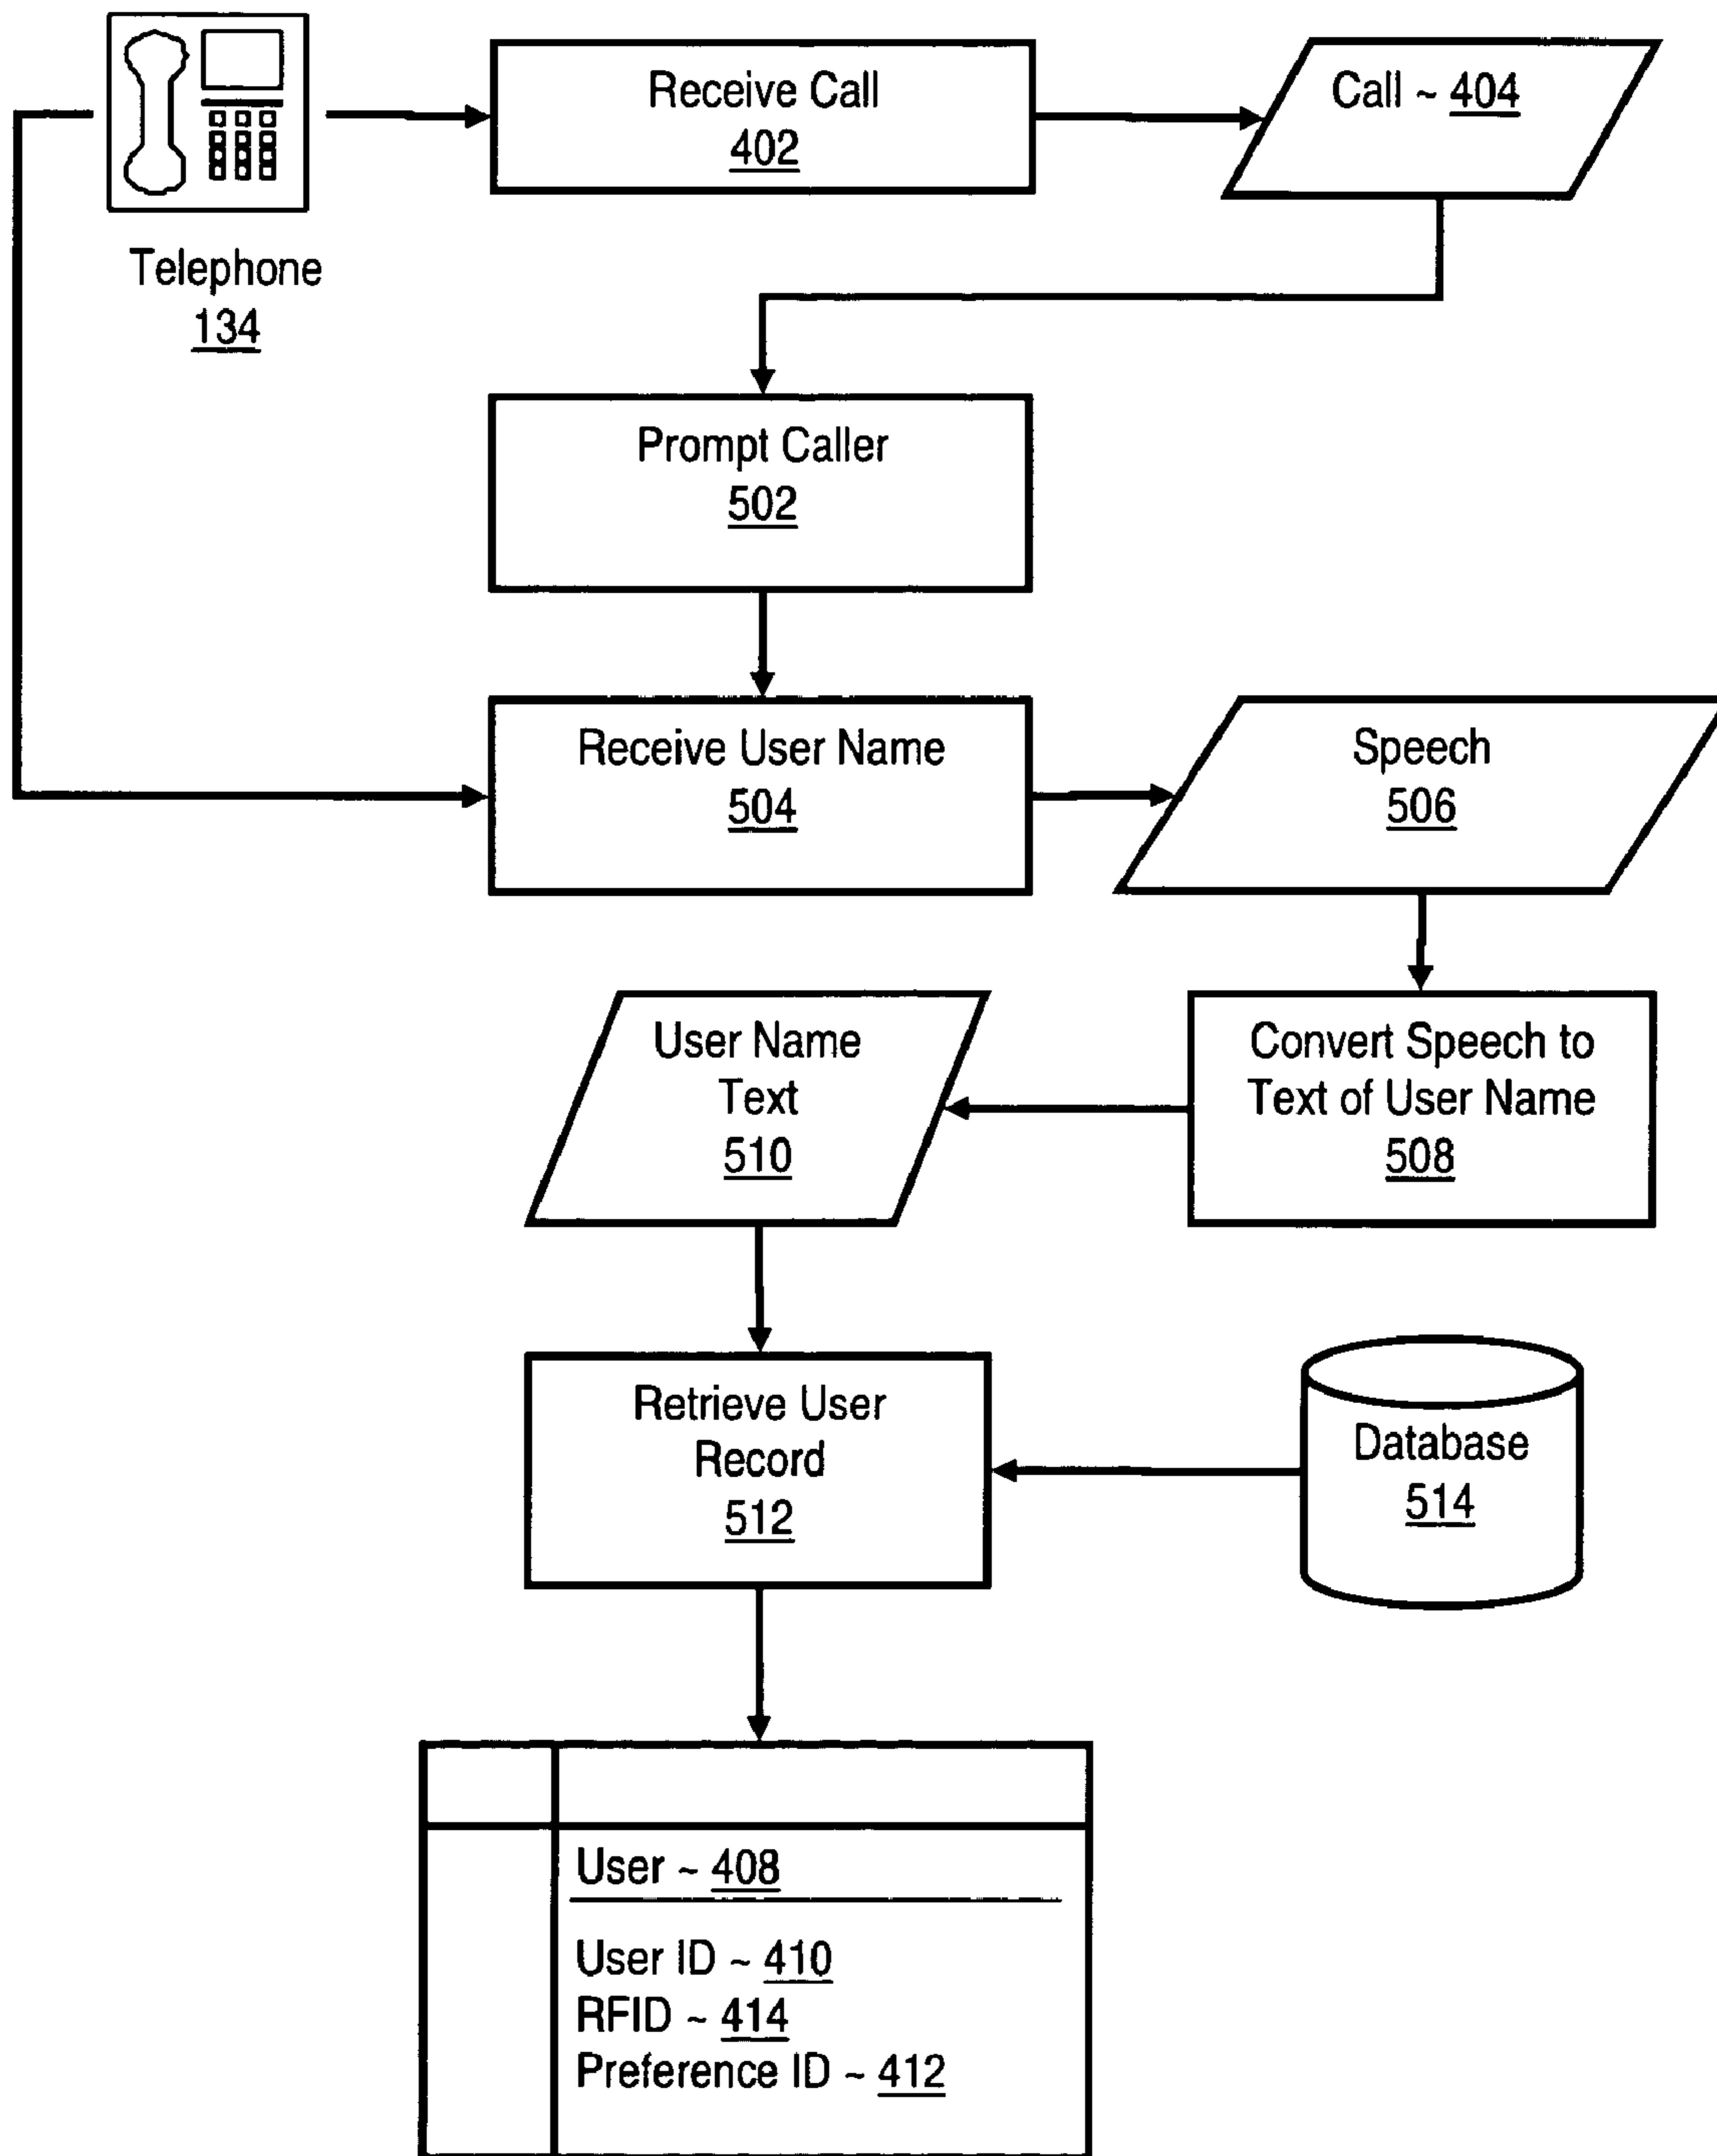 Receive Call
402
Call ~ 404
Telephone
134
Prompt Caller
502
Receive User Name
504
Speech
506
User Name
Text
510
Convert Speech to
Text of User Name
508
Retrieve User
Record
512
Database
514
User ~ 408
User ID ~ 410
RFID ~ 414
Preference ID ~ 412